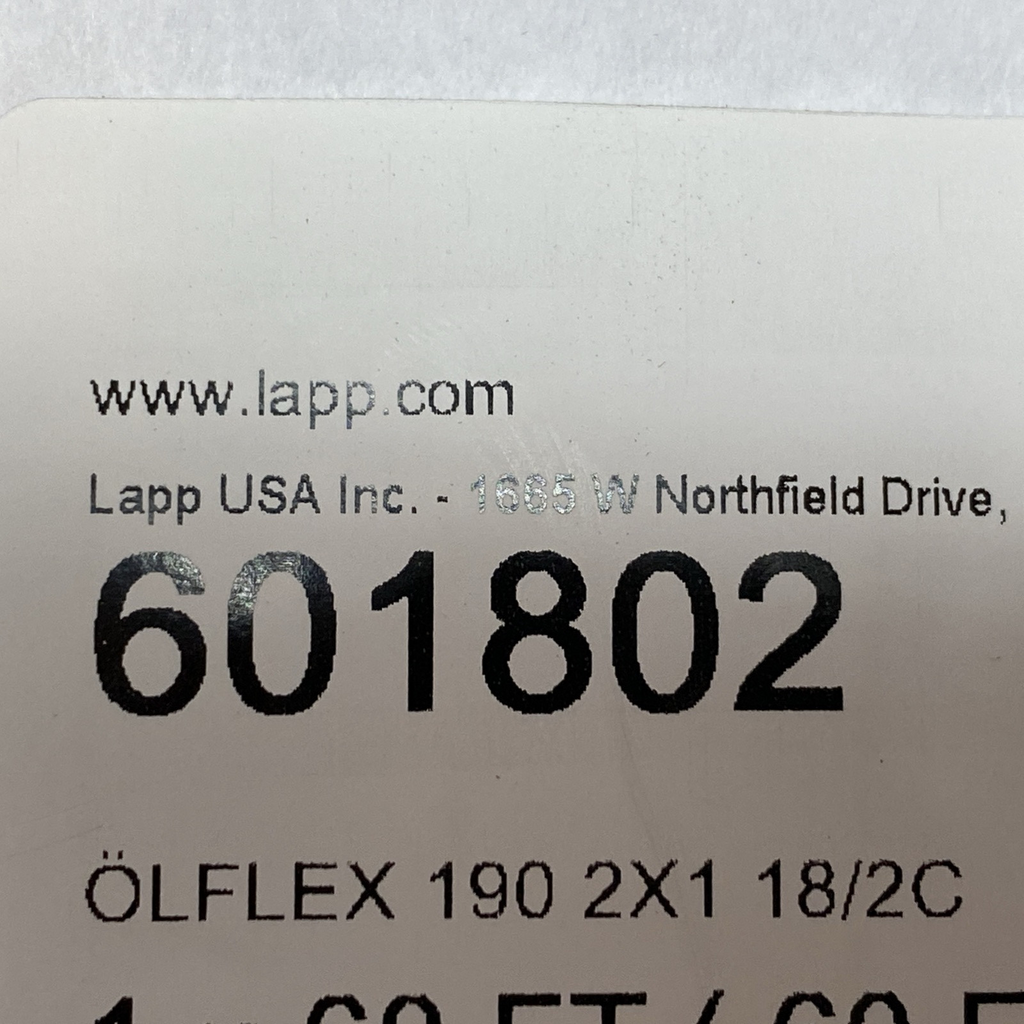 www.lapp.com
Lapp USA Inc. - 1665 W Northfield Drive,
601802
ÖLFLEX 190 2X1 18/2C